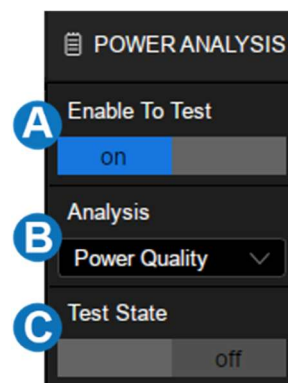 POWER ANALYSIS
A
Enable To Test
on
B
Analysis
Power Quality
C
Test State
off